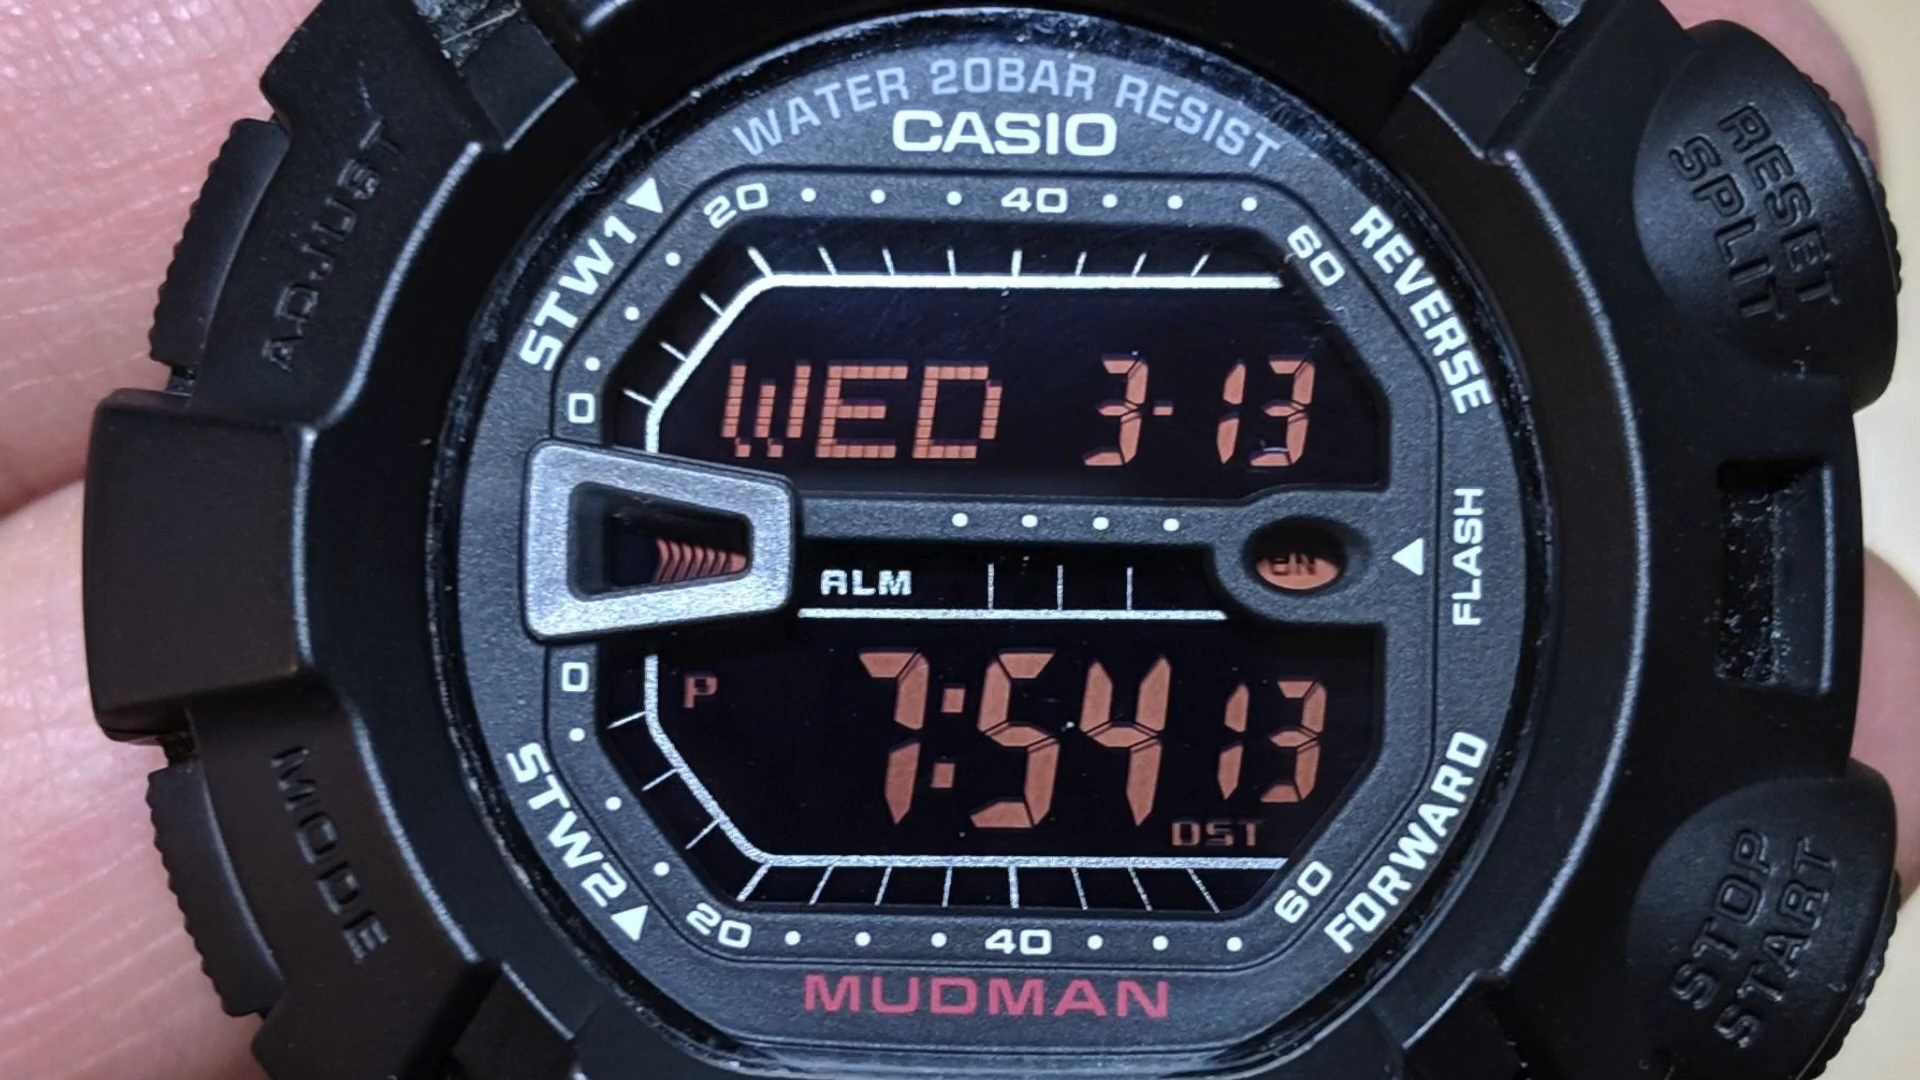 WATER 20BAR RESIST
CASIO
ADJUST
RESET
SPLIT
STW1
20 40 60
REVERSE
0
WED 3-13
ALM
FLASH
P 7:54 13
DST
0
MODE
STW2
20 40 60
FORWARD
STOP
START
MUDMAN